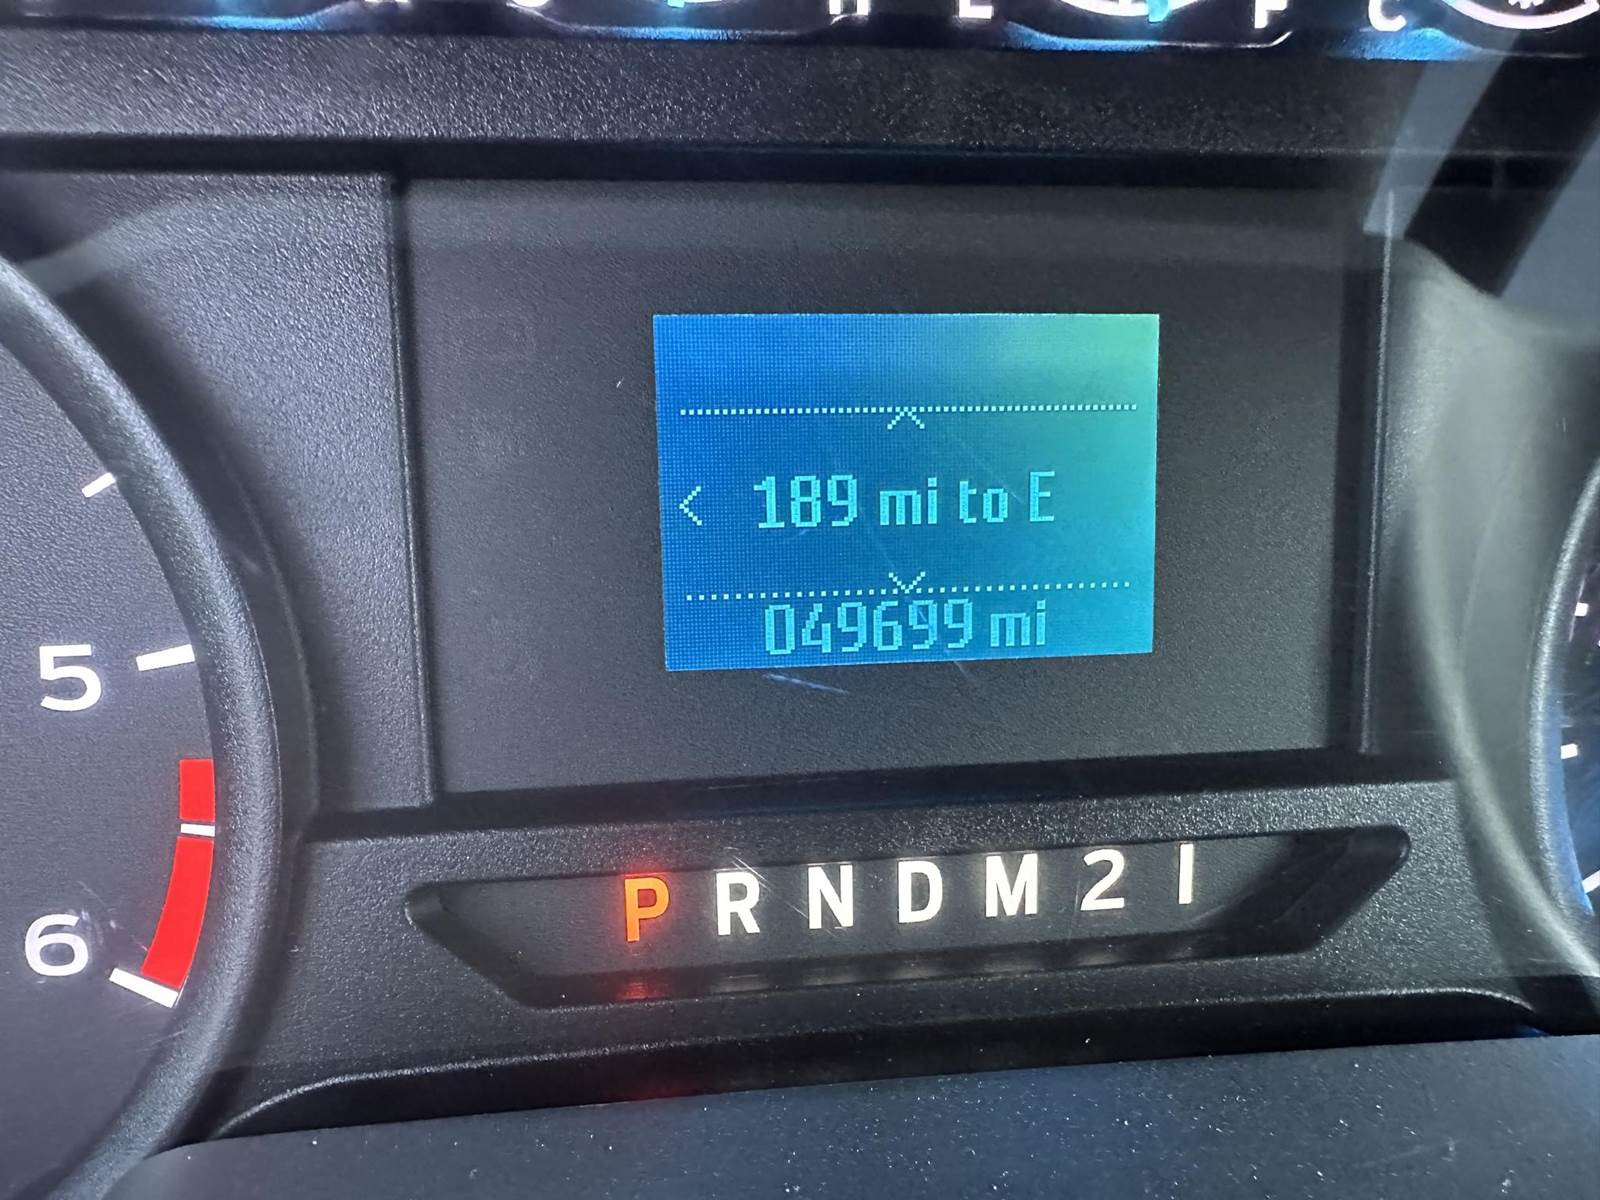 H E F C
189 mi to E
049699 mi
5
6
P R N D M 2 1